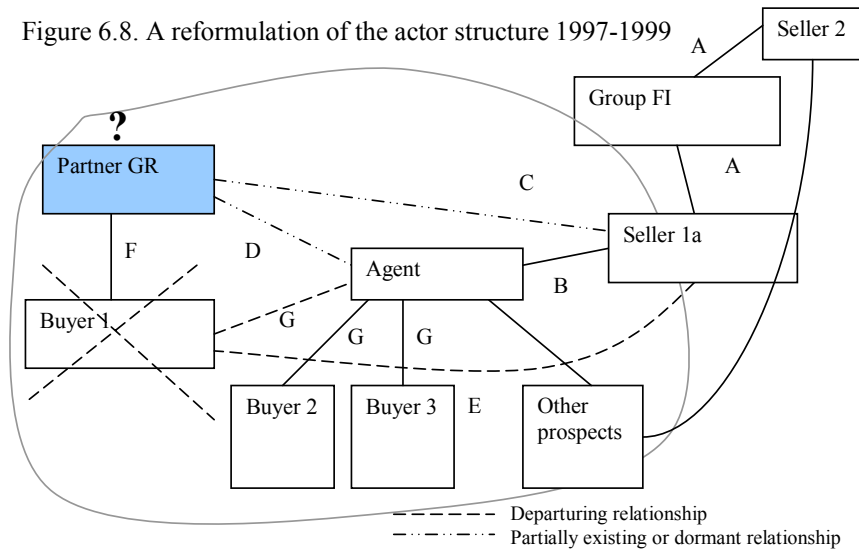 Figure 6.8. A reformulation of the actor structure 1997-1999
Seller 2
A
Group FI
?
Partner GR
A
C
Seller 1a
F
D
Agent
B
Buyer 1
G
G
G
Buyer 2
Buyer 3
E
Other
prospects
Departuring relationship
Partially existing or dormant relationship